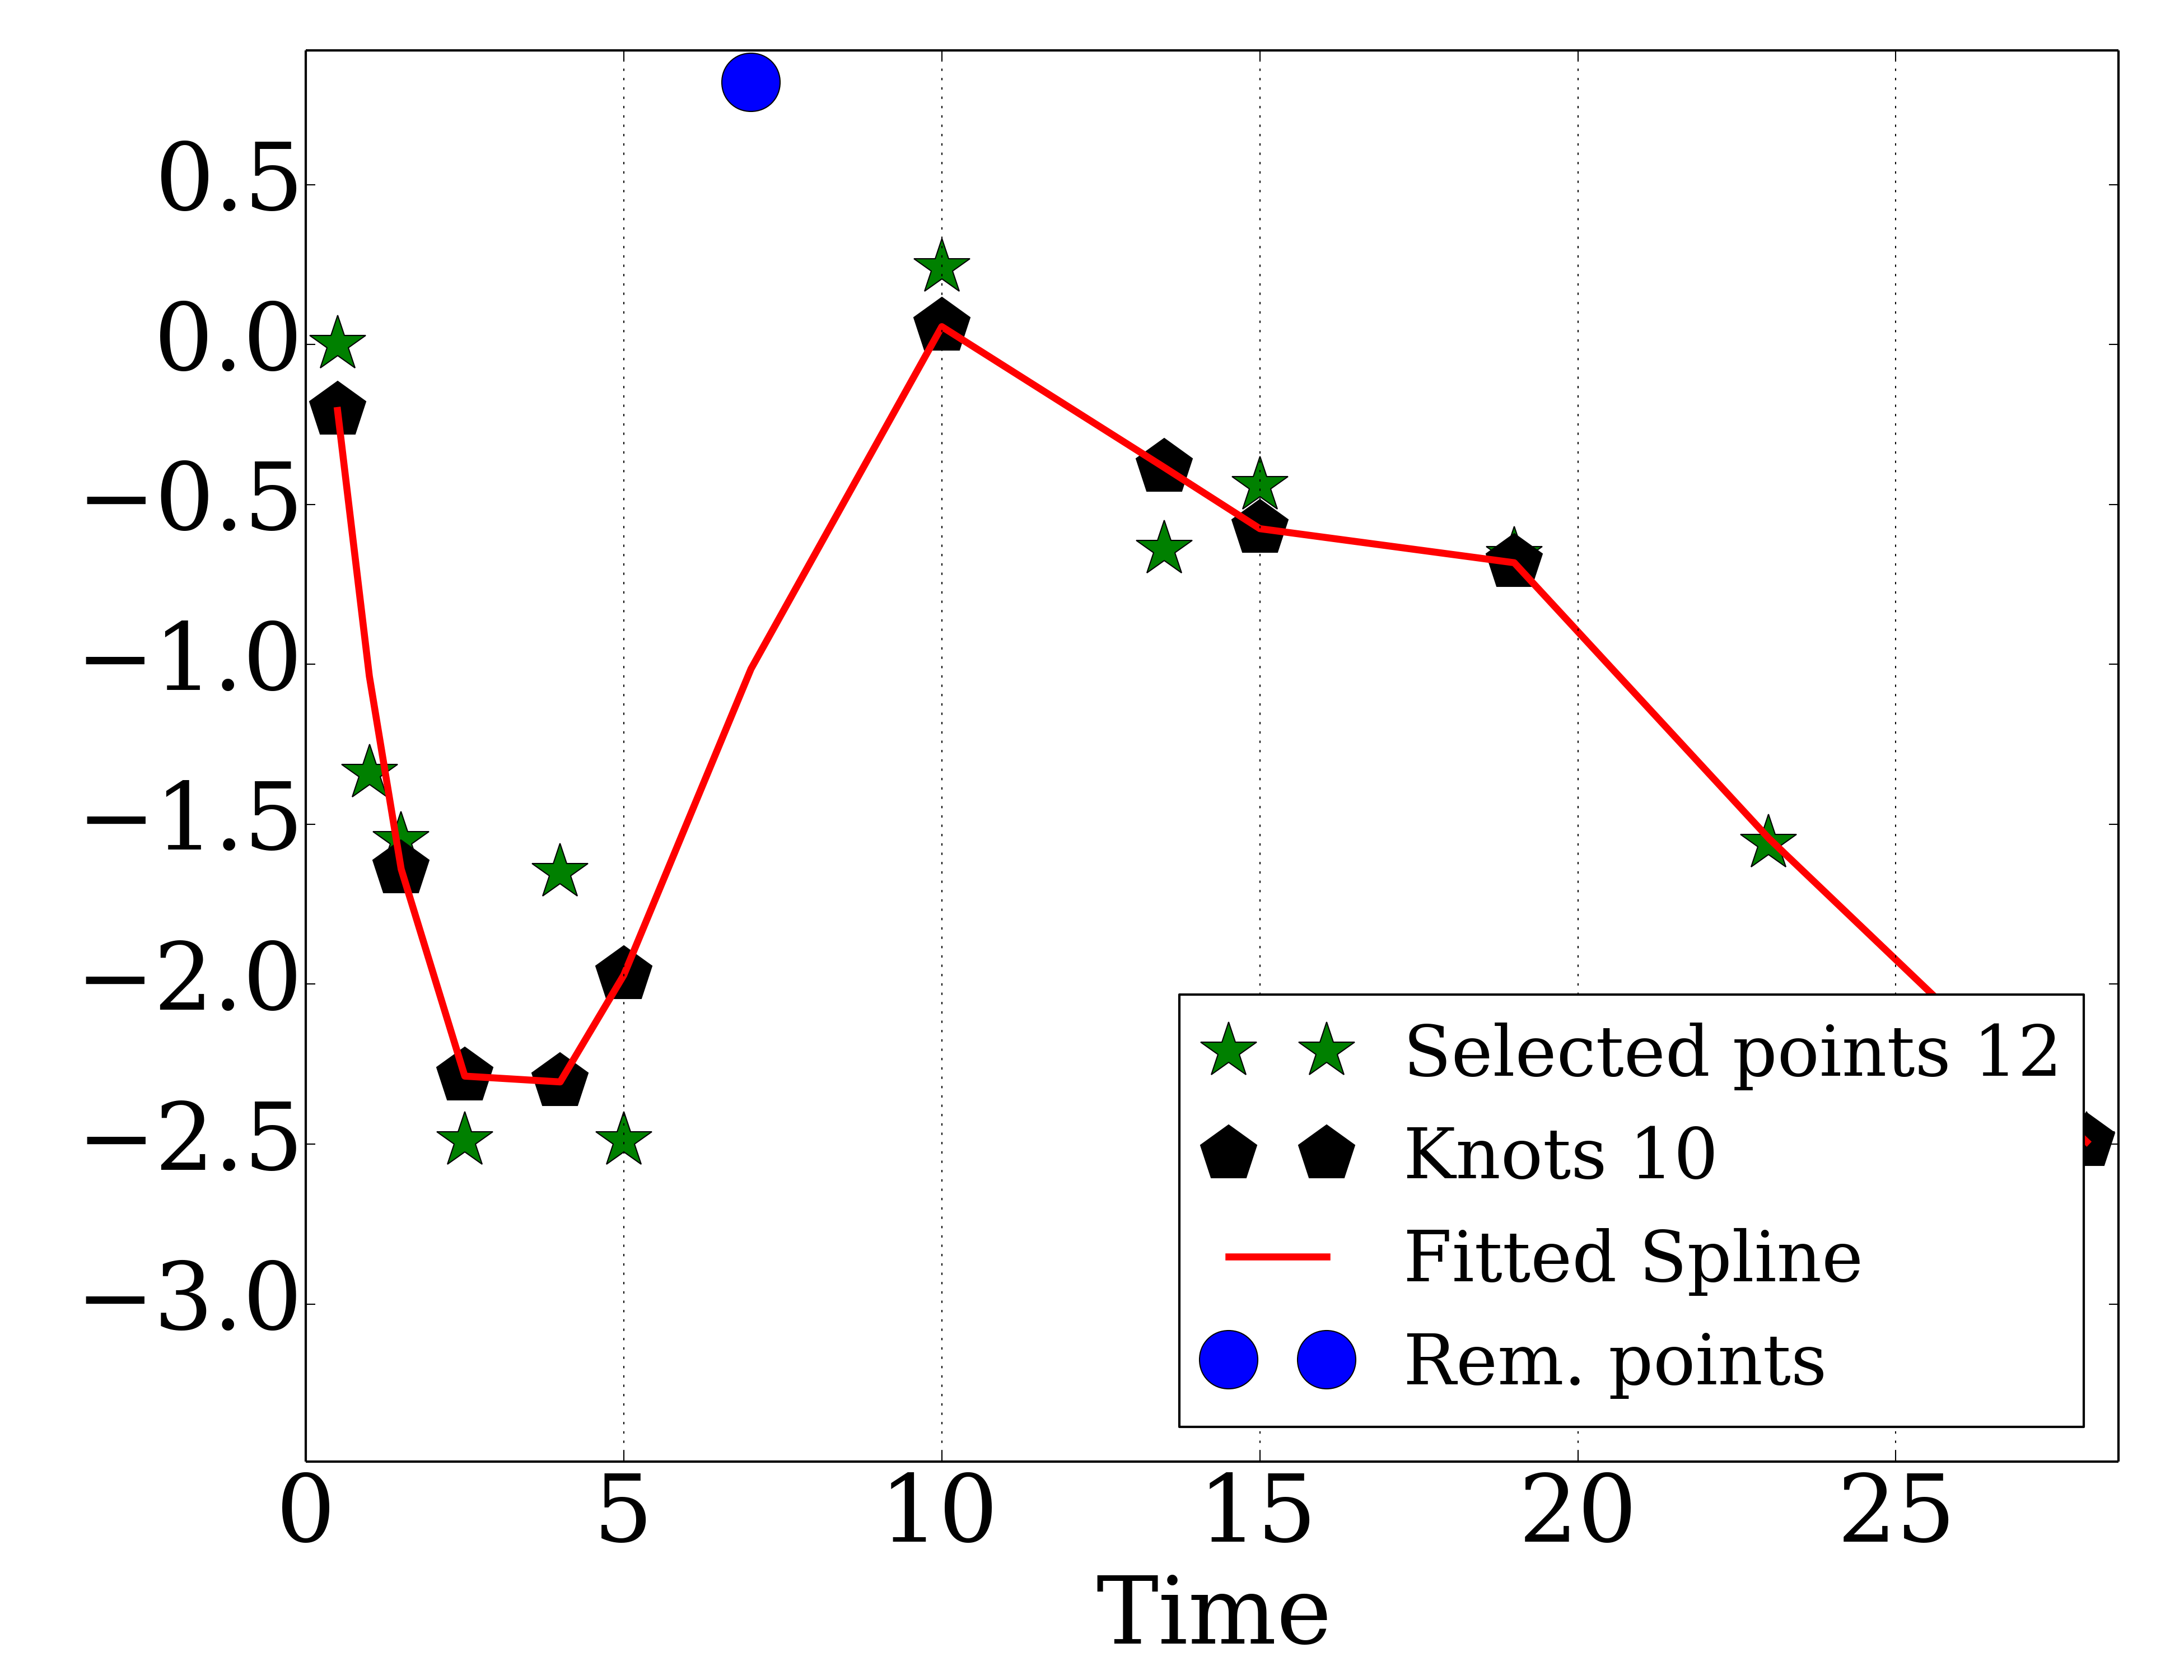 0.5
0.0
−0.5
−1.0
−1.5
−2.0
−2.5
−3.0
Selected points 12
Knots 10
Fitted Spline
Rem. points
0 5 10 15 20 25
Time